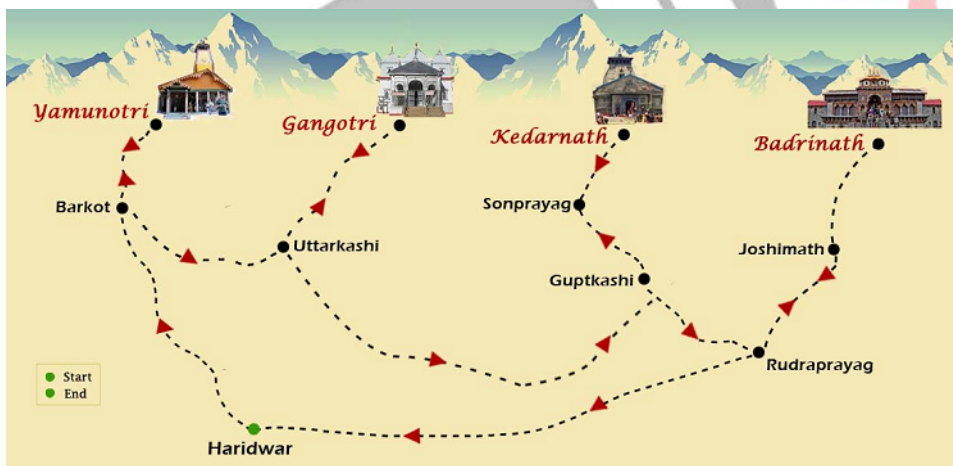 Yamunotri
Gangotri
Kedarnath
Badrinath
Barkot
Sonprayag
Uttarkashi
Joshimath
Guptkashi
Rudraprayag
Start
End
Haridwar